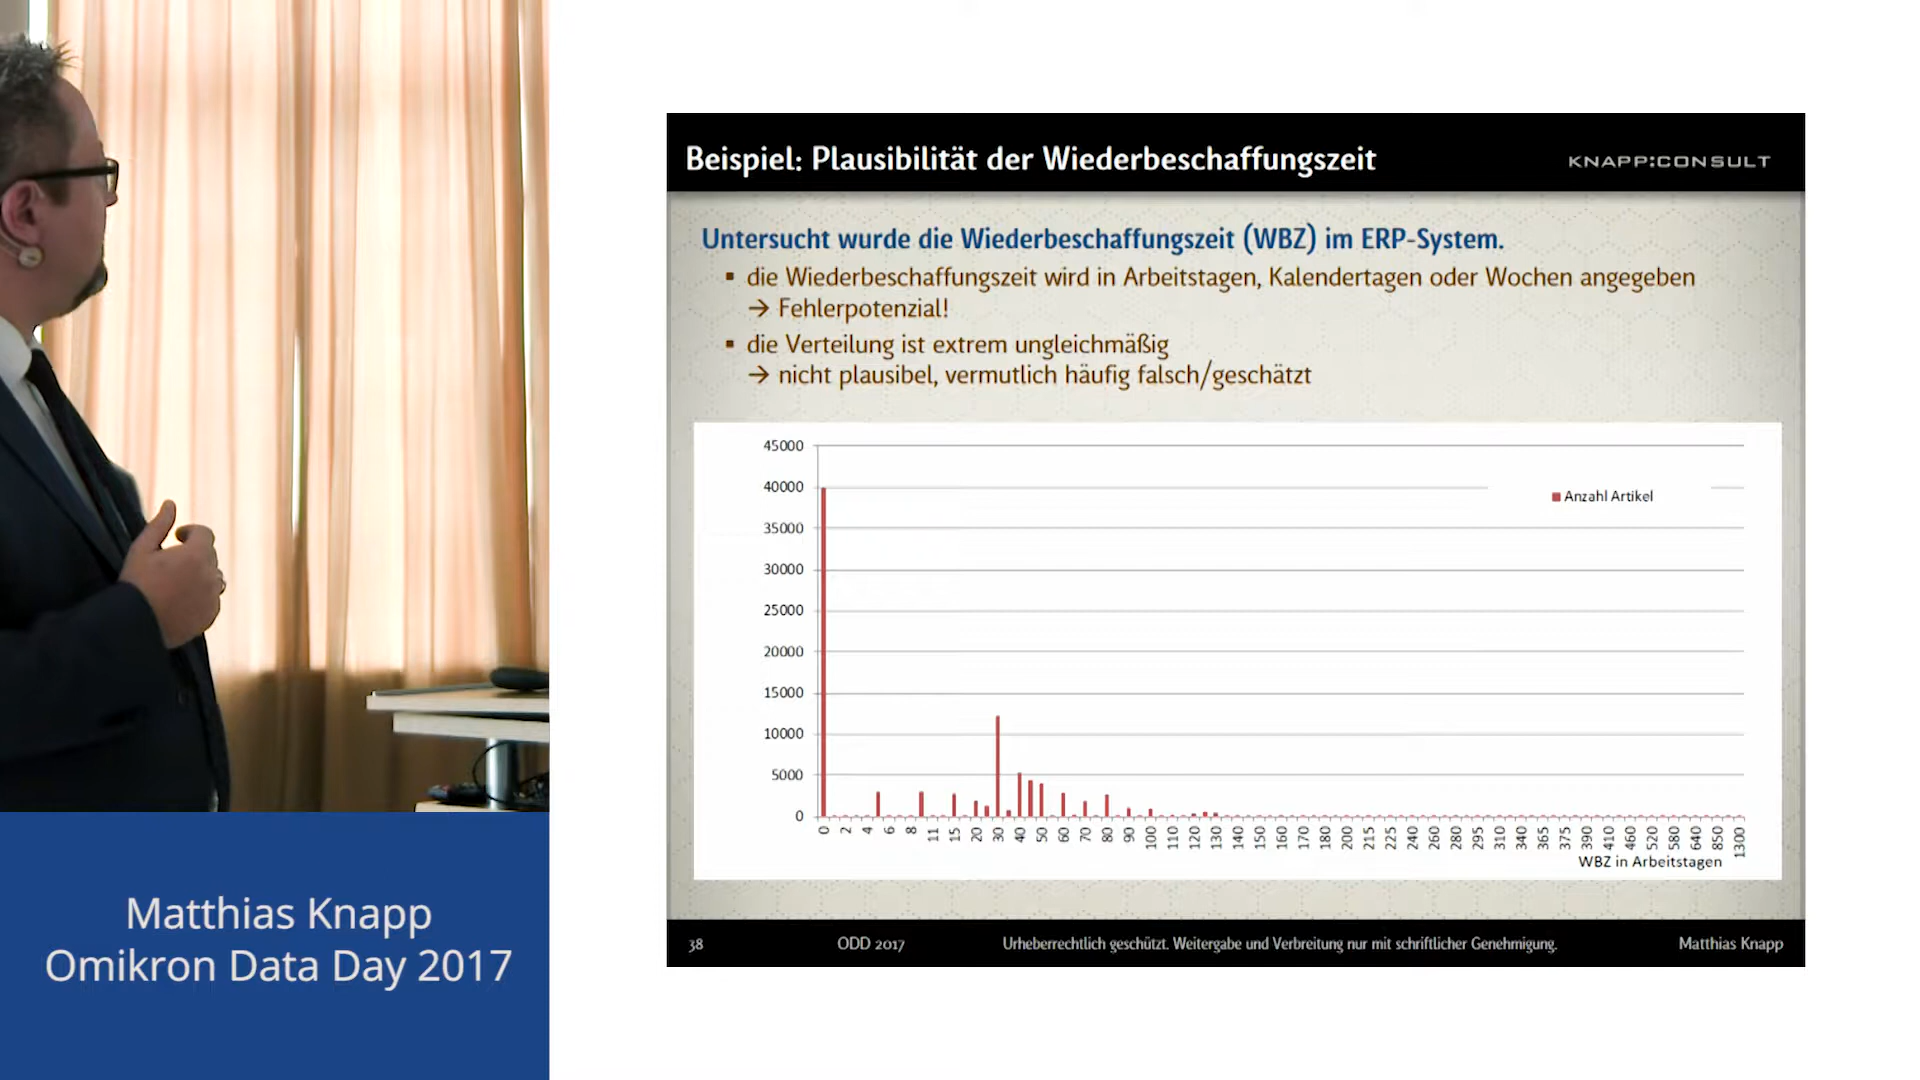 Beispiel: Plausibilität der Wiederbeschaffungszeit
KNAPP:CONSULT
Untersucht wurde die Wiederbeschaffungszeit (WBZ) im ERP-System.
▪ die Wiederbeschaffungszeit wird in Arbeitstagen, Kalendertagen oder Wochen angegeben
→ Fehlerpotenzial!
▪ die Verteilung ist extrem ungleichmäßig
→ nicht plausibel, vermutlich häufig falsch/geschätzt
45000
40000
35000
30000
25000
20000
15000
10000
5000
0
Anzahl Artikel
0 2 4 6 8 11 15 20 30 40 50 60 70 80 90 100 110 120 130 140 150 160 170 180 200 215 225 240 260 280 295 310 340 365 375 390 410 460 520 580 640 850 1300
WBZ in Arbeitstagen
38 ODD 2017 Urheberrechtlich geschützt. Weitergabe und Verbreitung nur mit schriftlicher Genehmigung. Matthias Knapp
Matthias Knapp
Omikron Data Day 2017